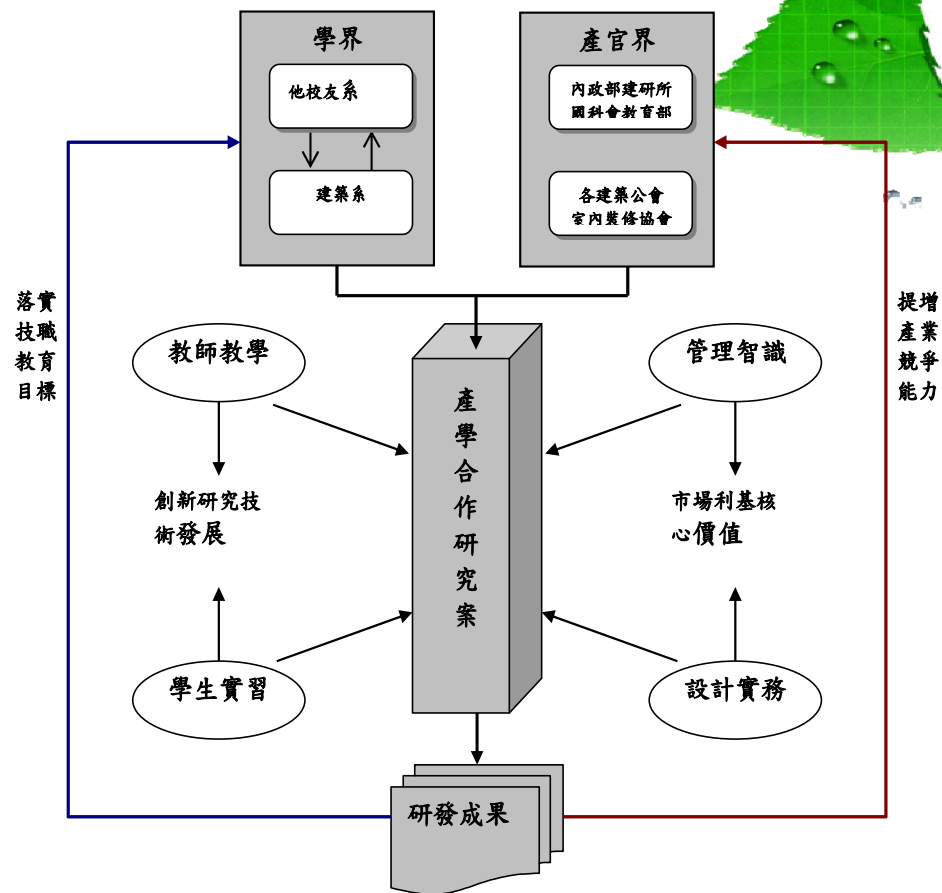 學界
他校友系
建築系
產官界
內政部建研所
國科會教育部
各建築公會
室內裝修協會
落實
技職
教育
目標
提增
產業
競爭
能力
教師教學
管理智識
產學合作研究案
創新研究技
術發展
市場利基核
心價值
學生實習
設計實務
研發成果